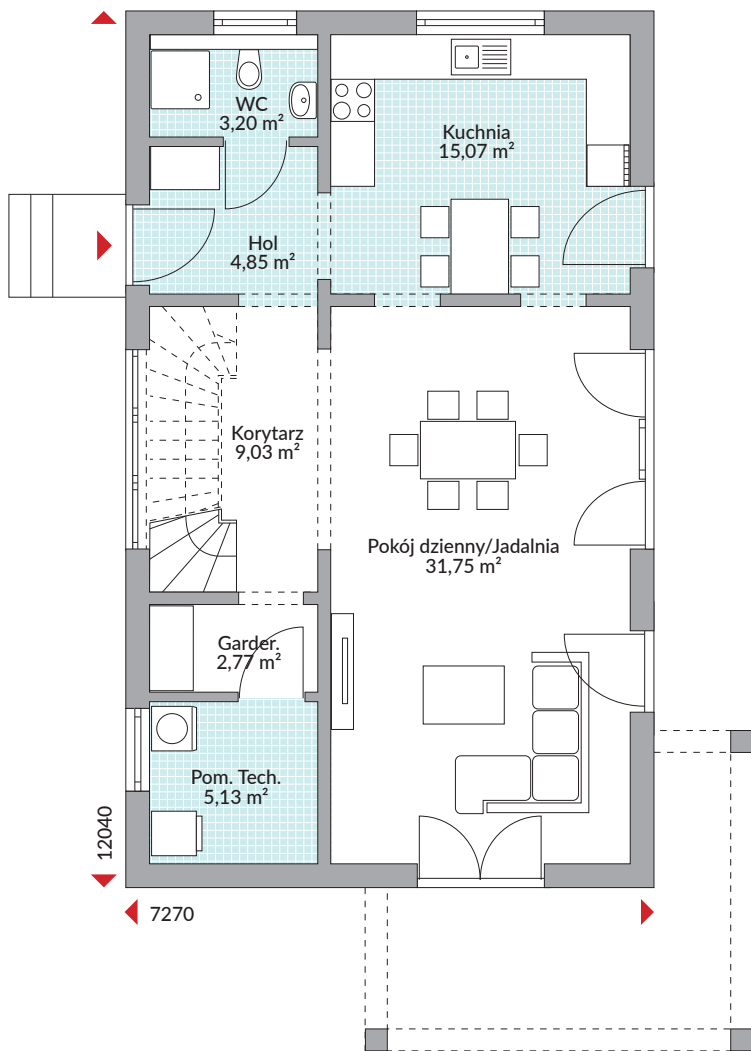 WC
3,20 m²
Kuchnia
15,07 m²
Hol
4,85 m²
Korytarz
9,03 m²
Pokój dzienny/Jadalnia
31,75 m²
Garder.
2,77 m²
Pom. Tech.
5,13 m²
12040
7270